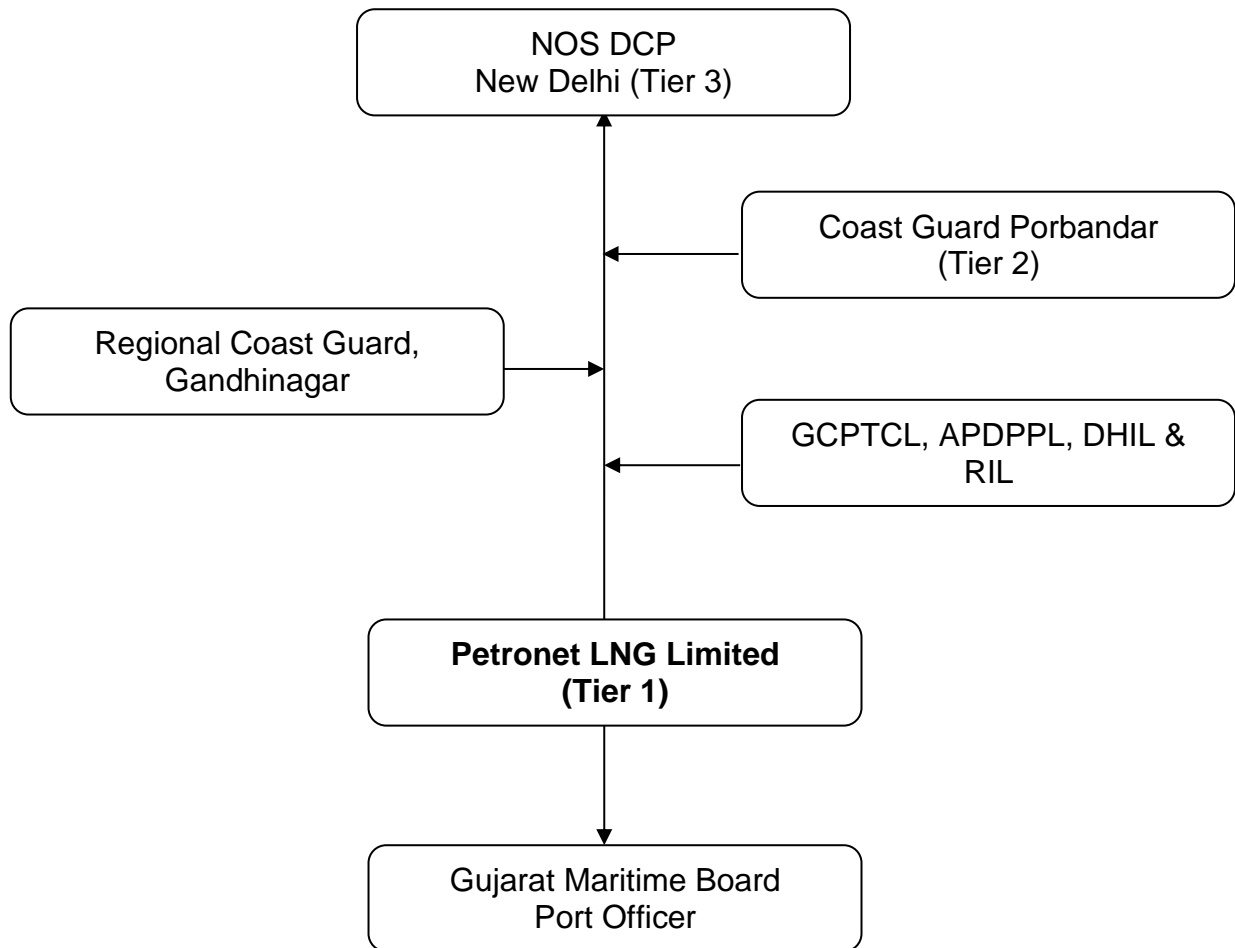 NOS DCP
New Delhi (Tier 3)
Coast Guard Porbandar
(Tier 2)
Regional Coast Guard,
Gandhinagar
GCPTCL, APDPPL, DHIL &
RIL
Petronet LNG Limited
(Tier 1)
Gujarat Maritime Board
Port Officer